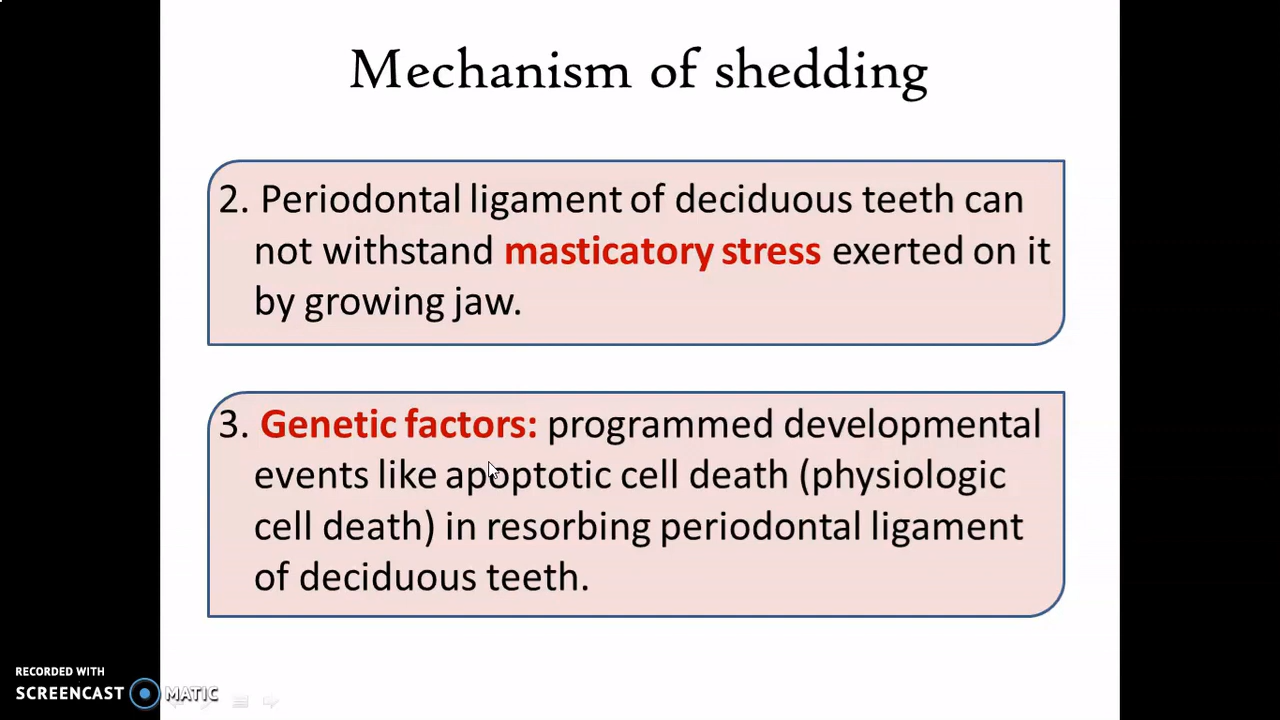 Mechanism of shedding
2. Periodontal ligament of deciduous teeth can
not withstand masticatory stress exerted on it
by growing jaw.
3. Genetic factors: programmed developmental
events like apoptotic cell death (physiologic
cell death) in resorbing periodontal ligament
of deciduous teeth.
RECORDED WITH
SCREENCAST MATIC